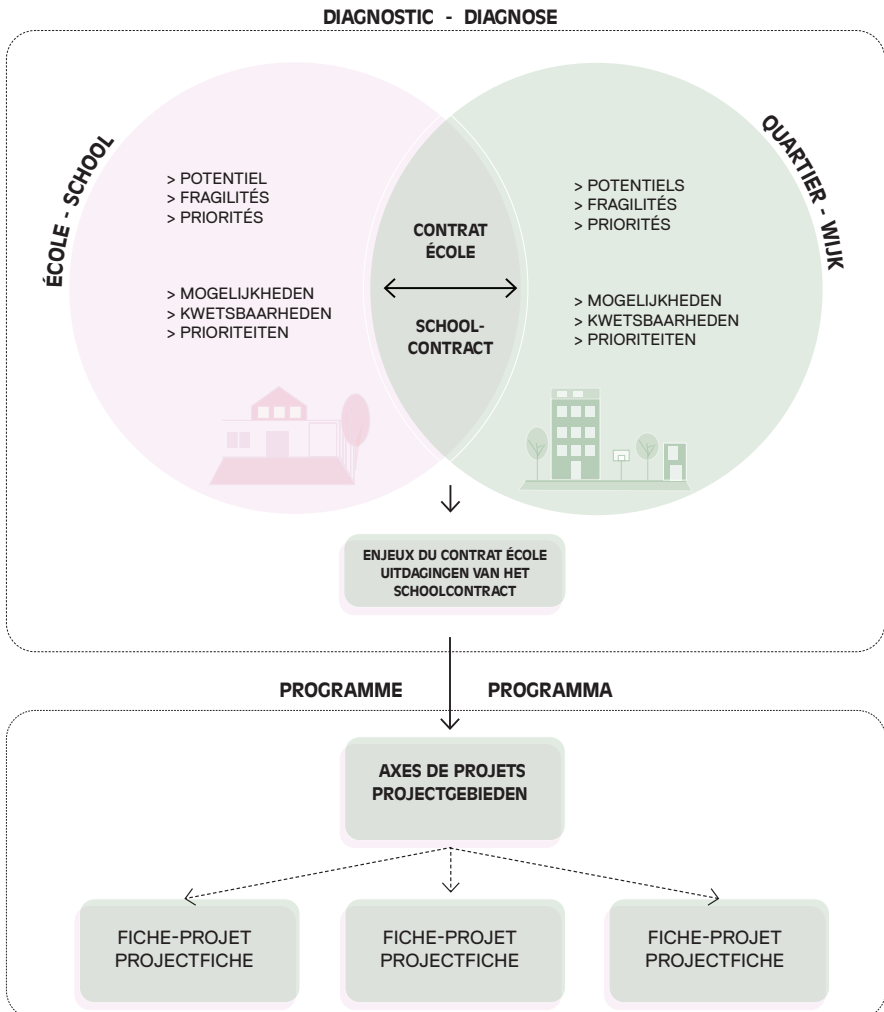 DIAGNOSTIC - DIAGNOSE
ÉCOLE - SCHOOL
> POTENTIEL
> FRAGILITÉS
> PRIORITÉS
> MOGELIJKHEDEN
> KWETSBAARHEDEN
> PRIORITEITEN
CONTRAT
ÉCOLE
SCHOOL-
CONTRACT
QUARTIER - WIJK
> POTENTIELS
> FRAGILITÉS
> PRIORITÉS
> MOGELIJKHEDEN
> KWETSBAARHEDEN
> PRIORITEITEN
ENJEUX DU CONTRAT ÉCOLE
UITDAGINGEN VAN HET
SCHOOLCONTRACT
PROGRAMME PROGRAMMA
AXES DE PROJETS
PROJECTGEBIEDEN
FICHE-PROJET
PROJECTFICHE
FICHE-PROJET
PROJECTFICHE
FICHE-PROJET
PROJECTFICHE